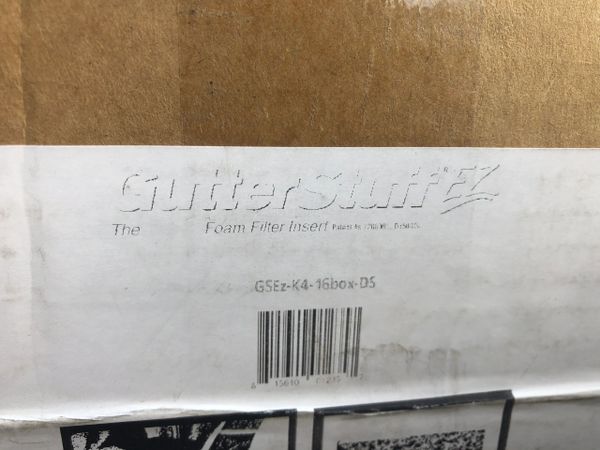 GutterStuff EZ
The Foam Filter Insert
GSEz-K4-16box-DS